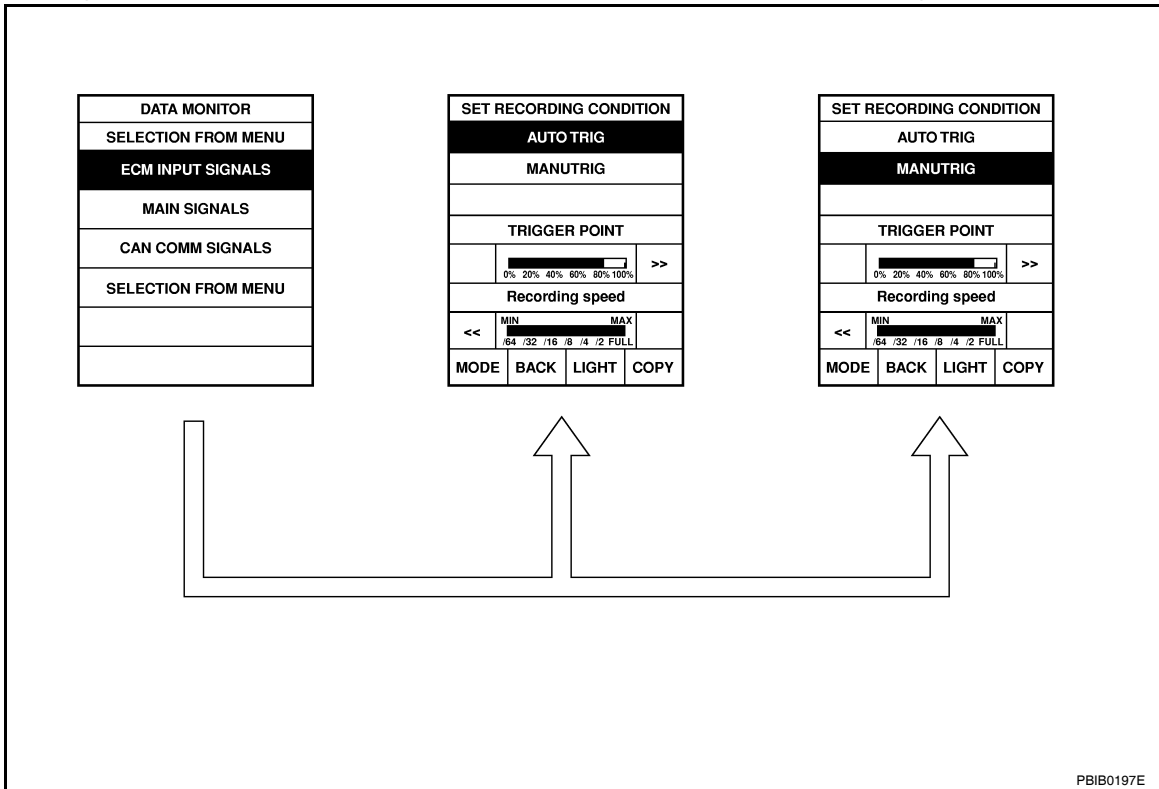 DATA MONITOR
SELECTION FROM MENU
ECM INPUT SIGNALS
MAIN SIGNALS
CAN COMM SIGNALS
SELECTION FROM MENU
SET RECORDING CONDITION
AUTO TRIG
MANUTRIG
TRIGGER POINT
>>
0% 20% 40% 60% 80% 100%
Recording speed
MIN MAX
<<
/64 /32 /16 /8 /4 /2 FULL
MODE BACK LIGHT COPY
SET RECORDING CONDITION
AUTO TRIG
MANUTRIG
TRIGGER POINT
>>
0% 20% 40% 60% 80% 100%
Recording speed
MIN MAX
<<
/64 /32 /16 /8 /4 /2 FULL
MODE BACK LIGHT COPY
PBIB0197E